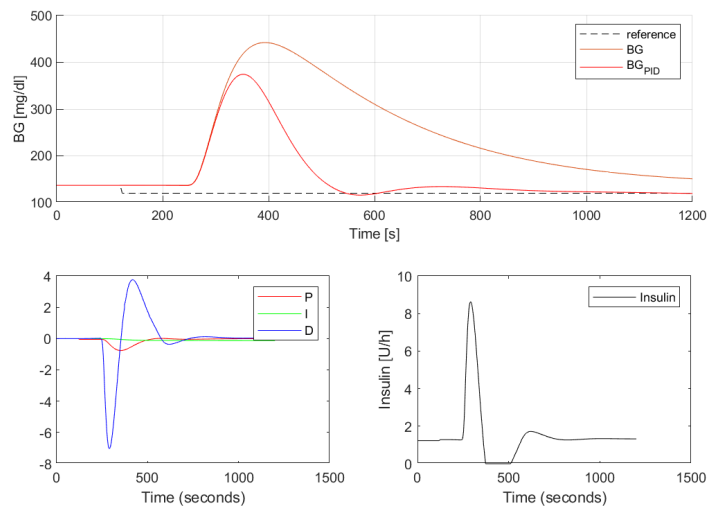 500
400
300
200
100
BG [mg/dl]
0
200
400
600
800
1000
1200
Time [s]
reference
BG
BG_PID
4
2
0
-2
-4
-6
-8
0
500
1000
1500
Time (seconds)
P
I
D
10
8
6
4
2
0
Insulin [U/h]
0
500
1000
1500
Time (seconds)
Insulin